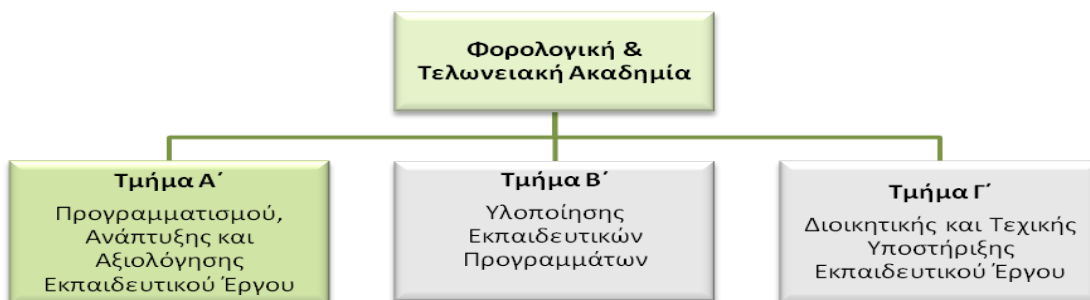 Φορολογική &
Τελωνειακή Ακαδημία
Τμήμα Α΄
Προγραμματισμού,
Ανάπτυξης και
Αξιολόγησης
Εκπαιδευτικού Έργου
Τμήμα Β΄
Υλοποίησης
Εκπαιδευτικών
Προγραμμάτων
Τμήμα Γ΄
Διοικητικής και Τεχικής
Υποστήριξης
Εκπαιδευτικού Έργου